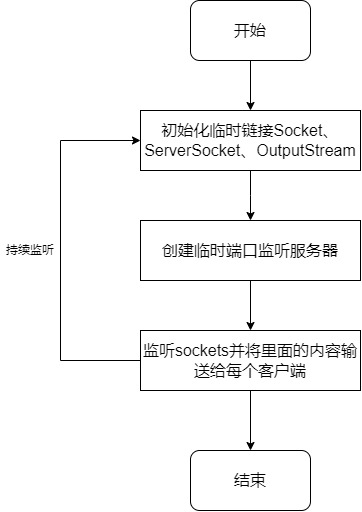 开始
初始化临时链接Socket、
ServerSocket、OutputStream
持续监听
创建临时端口监听服务器
监听sockets并将里面的内容输
送给每个客户端
结束